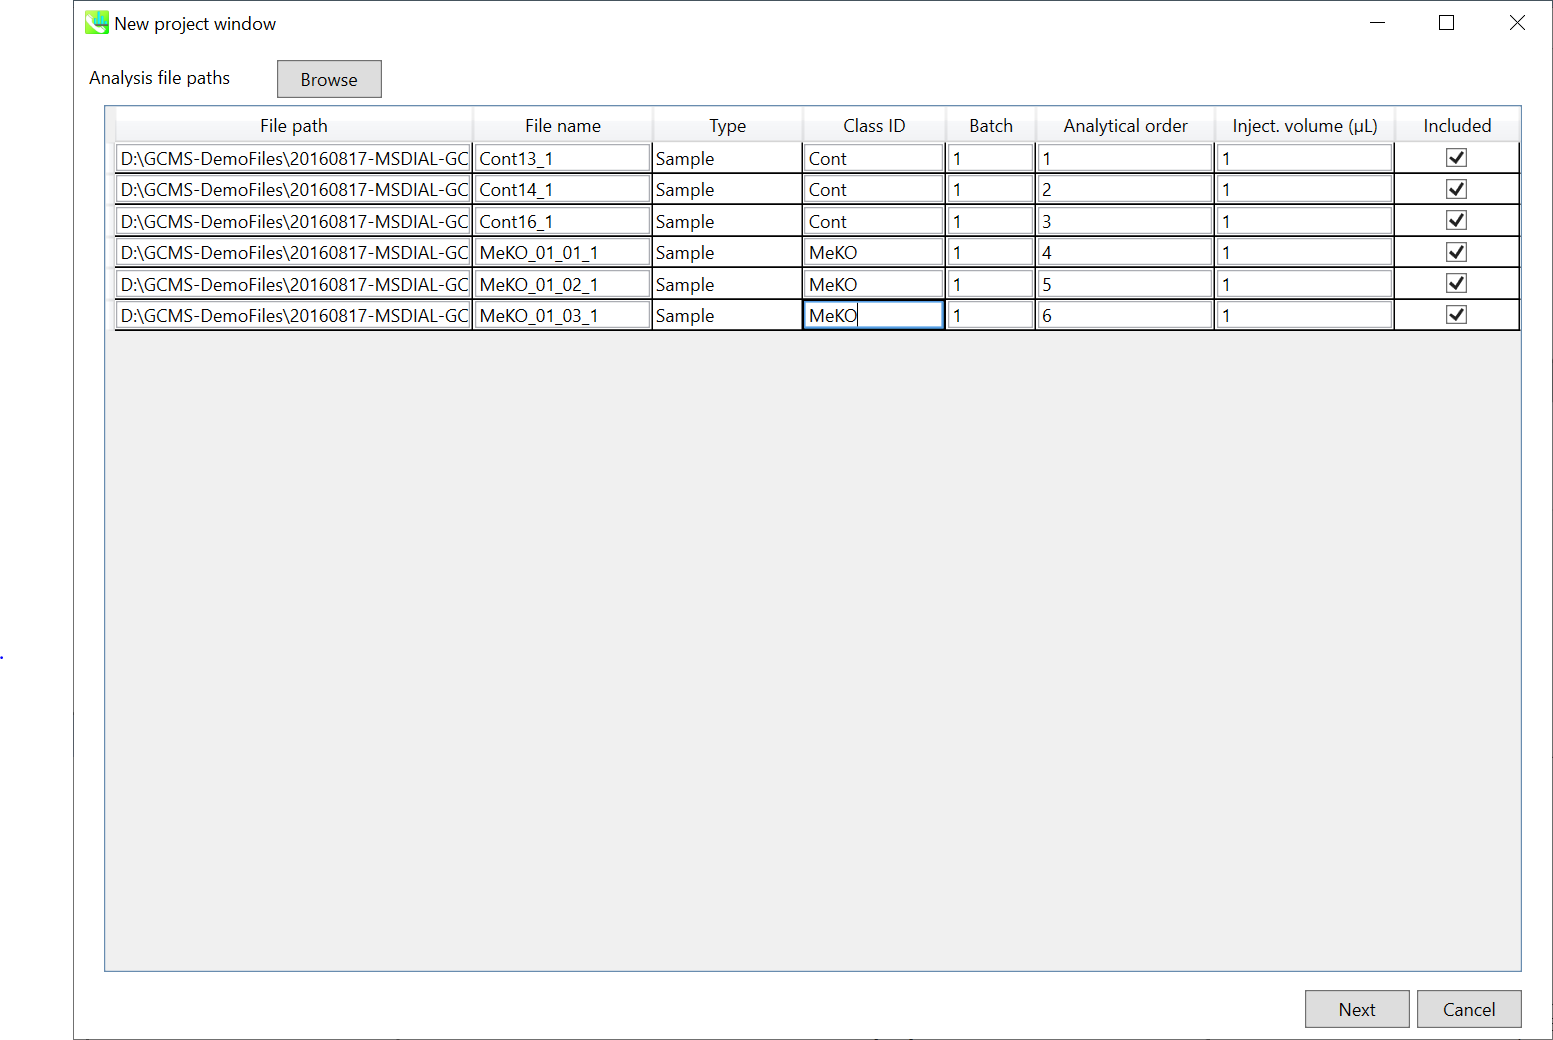 New project window
Analysis file paths Browse
File path File name Type Class ID Batch Analytical order Inject. volume (μL) Included
D:\GCMS-DemoFiles\20160817-MSDIAL-GC Cont13_1 Sample Cont 1 1 1
D:\GCMS-DemoFiles\20160817-MSDIAL-GC Cont14_1 Sample Cont 1 2 1
D:\GCMS-DemoFiles\20160817-MSDIAL-GC Cont16_1 Sample Cont 1 3 1
D:\GCMS-DemoFiles\20160817-MSDIAL-GC MeKO_01_01_1 Sample MeKO 1 4 1
D:\GCMS-DemoFiles\20160817-MSDIAL-GC MeKO_01_02_1 Sample MeKO 1 5 1
D:\GCMS-DemoFiles\20160817-MSDIAL-GC MeKO_01_03_1 Sample MeKO 1 6 1
Next Cancel